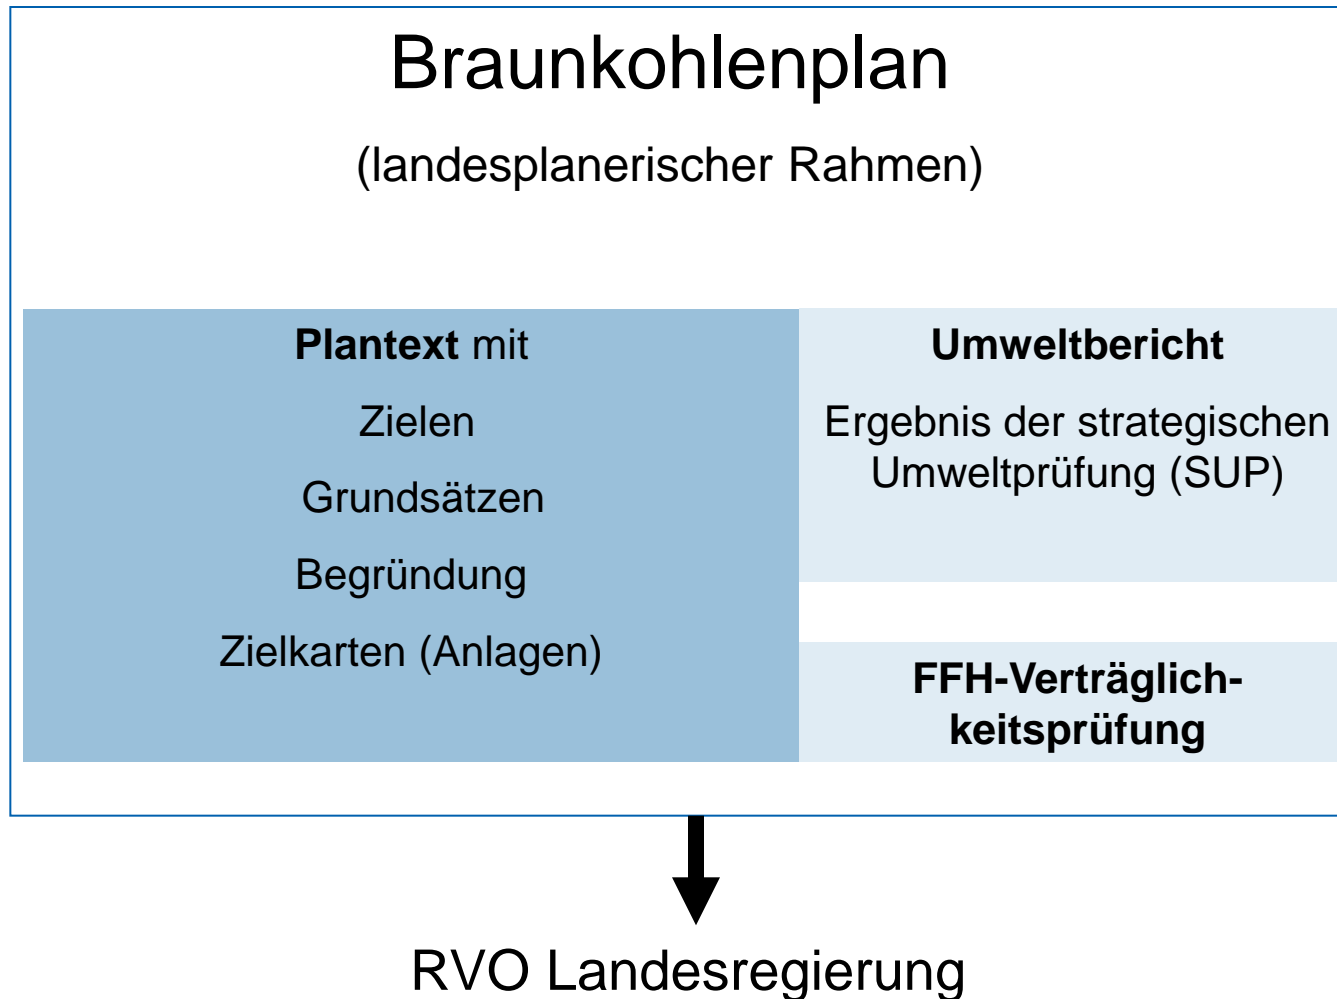 Braunkohlenplan
(landesplanerischer Rahmen)
Plantext mit
Zielen
Grundsätzen
Begründung
Zielkarten (Anlagen)
Umweltbericht
Ergebnis der strategischen
Umweltprüfung (SUP)
FFH-Verträglich-
keitsprüfung
RVO Landesregierung